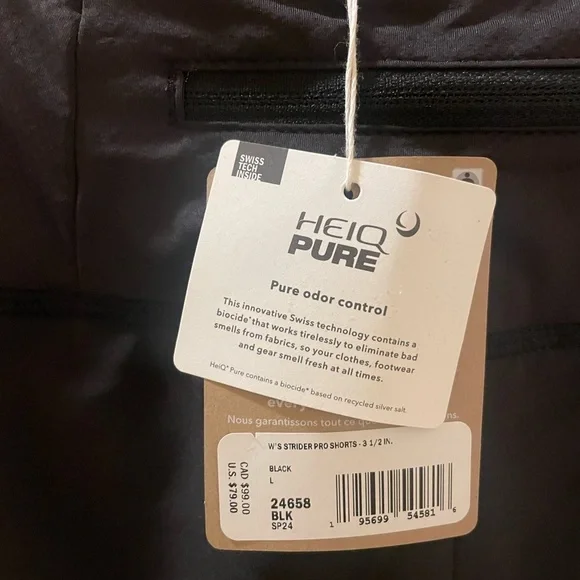 SWISS
TECH
INSIDE
HEIQ
PURE
Pure odor control
This innovative Swiss technology contains a
biocide* that works tirelessly to eliminate bad
smells from fabrics, so your clothes, footwear
and gear smell fresh at all times.
HeiQ® Pure contains a biocide* based on recycled silver salt.
every
Nous garantissons tout ce q
ons.
W'S STRIDER PRO SHORTS - 3 1/2 IN.
BLACK
L
24658
BLK
SP24
CAD $99.00
U.S. $79.00
1 95699 54581 6